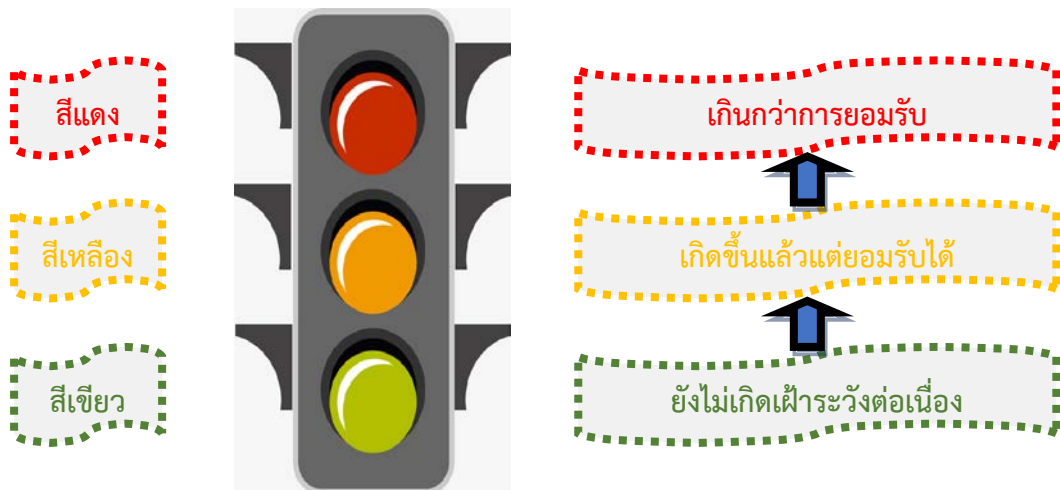 สีแดง
เกินกว่าการยอมรับ
สีเหลือง
เกิดขึ้นแล้วแต่ยอมรับได้
สีเขียว
ยังไม่เกิดเฝ้าระวังต่อเนื่อง